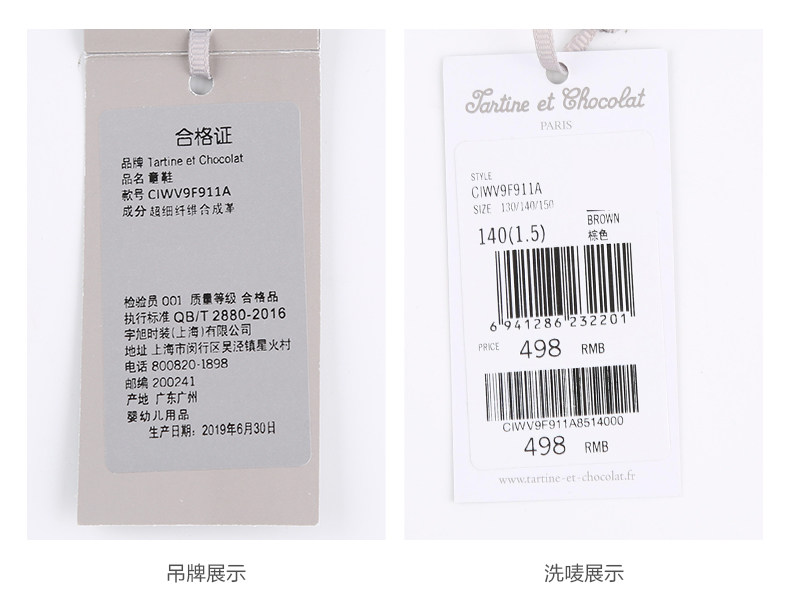 合格证
品牌 Tartine et Chocolat
品名 童鞋
款号 CIWV9F911A
成分 超细纤维合成革
检验员 001 质量等级 合格品
执行标准 QB/T 2880-2016
宇旭时装(上海)有限公司
地址 上海市闵行区吴泾镇星火村
电话 800820-1898
邮编 200241
产地 广东广州
婴幼儿用品
生产日期：2019年6月30日
吊牌展示
Tartine et Chocolat
PARIS
STYLE
CIWV9F911A
SIZE 130/140/150
BROWN
140(1.5) 棕色
6 941286 232201
PRICE 498 RMB
CIWV9F911A8514000
498 RMB
www.tartine-et-chocolat.fr
洗唛展示